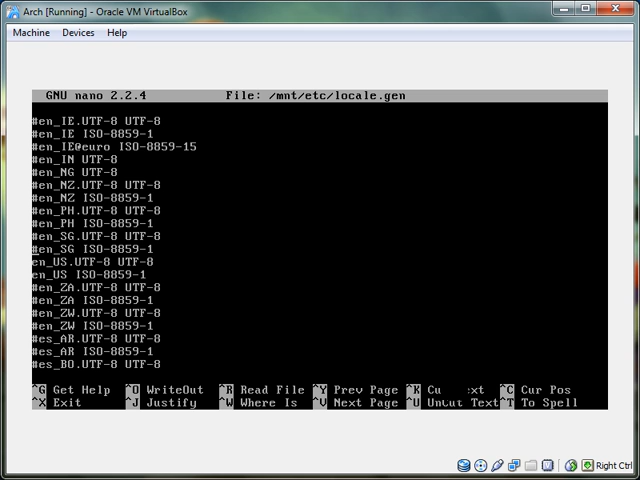 Arch [Running] - Oracle VM VirtualBox
Machine Devices Help
GNU nano 2.2.4 File: /mnt/etc/locale.gen
#en_IE.UTF-8 UTF-8
#en_IE ISO-8859-1
#en_IE@euro ISO-8859-15
#en_IN UTF-8
#en_NG UTF-8
#en_NZ.UTF-8 UTF-8
#en_NZ ISO-8859-1
#en_PH.UTF-8 UTF-8
#en_PH ISO-8859-1
#en_SG.UTF-8 UTF-8
#en_SG ISO-8859-1
en_US.UTF-8 UTF-8
en_US ISO-8859-1
#en_ZA.UTF-8 UTF-8
#en_ZA ISO-8859-1
#en_ZW.UTF-8 UTF-8
#en_ZW ISO-8859-1
#es_AR.UTF-8 UTF-8
#es_AR ISO-8859-1
#es_BO.UTF-8 UTF-8
^G Get Help ^O WriteOut ^R Read File ^Y Prev Page ^K ^C Cur Pos
^X Exit ^J Justify ^W Where Is ^V Next Page ^U UnCut Text ^T To Spell
Right Ctrl